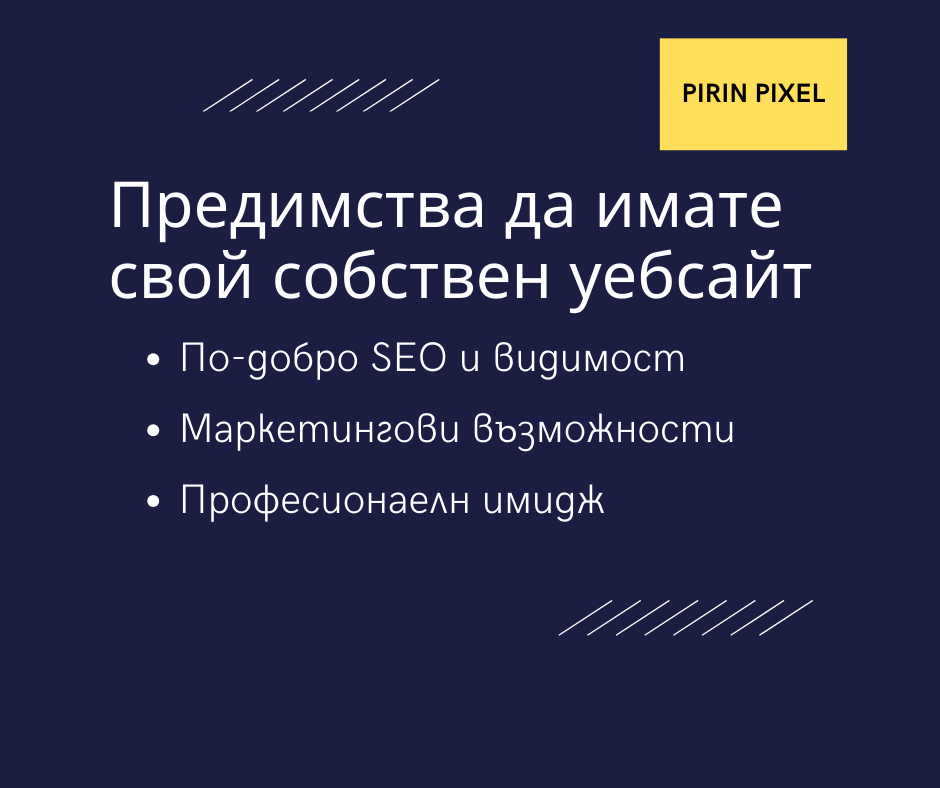 PIRIN PIXEL
Предимства да имате
свой собствен уебсайт
• По-добро SEO и видимост
• Маркетингови възможности
• Професионаелн имидж